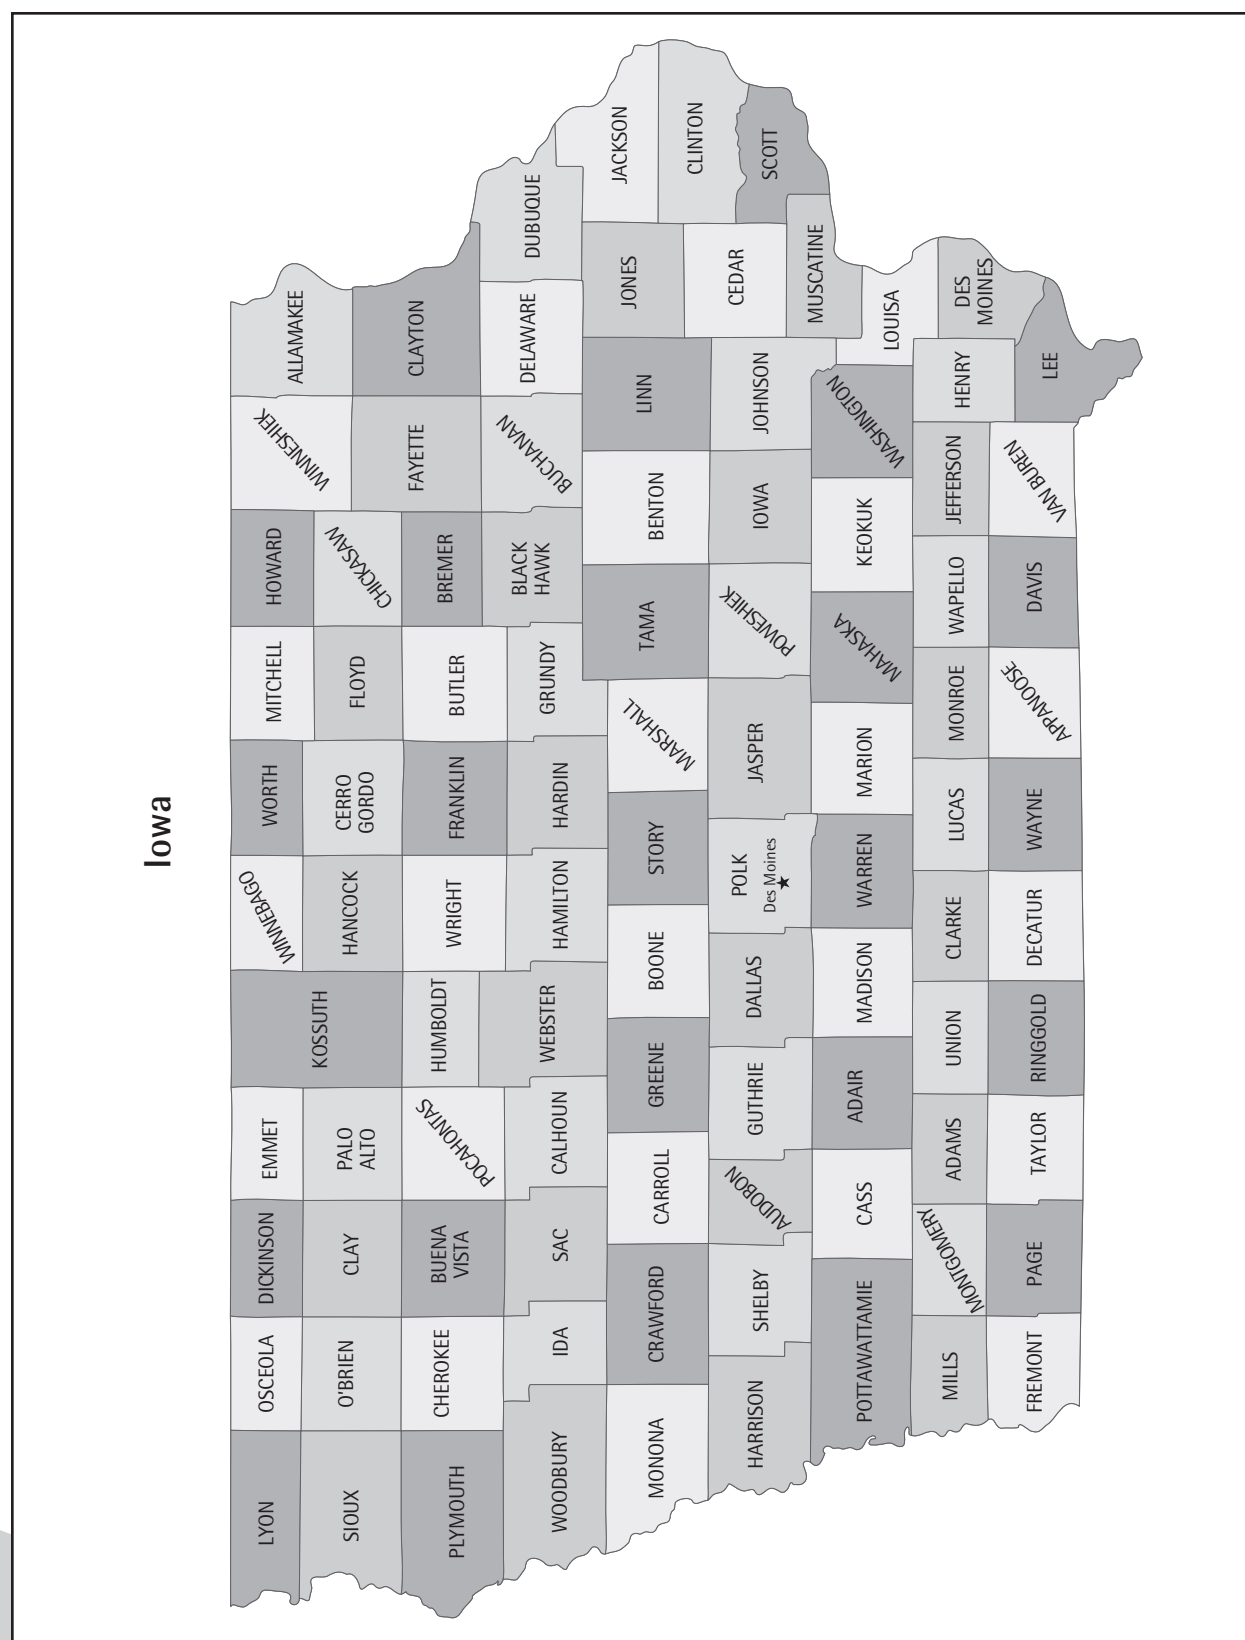 Iowa
LYON
OSCEOLA
DICKINSON
EMMET
KOSSUTH
WINNEBAGO
WORTH
MITCHELL
HOWARD
WINNESHIEK
ALLAMAKEE
SIOUX
O'BRIEN
CLAY
PALO
ALTO
HANCOCK
CERRO
GORDO
FLOYD
CHICKASAW
FAYETTE
CLAYTON
PLYMOUTH
CHEROKEE
BUENA
VISTA
POCAHONTAS
HUMBOLDT
WRIGHT
FRANKLIN
BUTLER
BREMER
WOODBURY
IDA
SAC
CALHOUN
WEBSTER
HAMILTON
HARDIN
GRUNDY
BLACK
HAWK
BUCHANAN
DELAWARE
DUBUQUE
MONONA
CRAWFORD
CARROLL
GREENE
BOONE
STORY
MARSHALL
TAMA
BENTON
LINN
JONES
JACKSON
CLINTON
HARRISON
SHELBY
AUDOBON
GUTHRIE
DALLAS
POLK
Des Moines
JASPER
POWESHIEK
IOWA
JOHNSON
CEDAR
SCOTT
MUSCATINE
POTTAWATTAMIE
CASS
ADAIR
MADISON
WARREN
MARION
MAHASKA
KEOKUK
WASHINGTON
LOUISA
MILLS
MONTGOMERY
ADAMS
UNION
CLARKE
LUCAS
MONROE
WAPELLO
JEFFERSON
HENRY
DES
MOINES
FREMONT
PAGE
TAYLOR
RINGGOLD
DECATUR
WAYNE
APPANOOSE
DAVIS
VAN BUREN
LEE